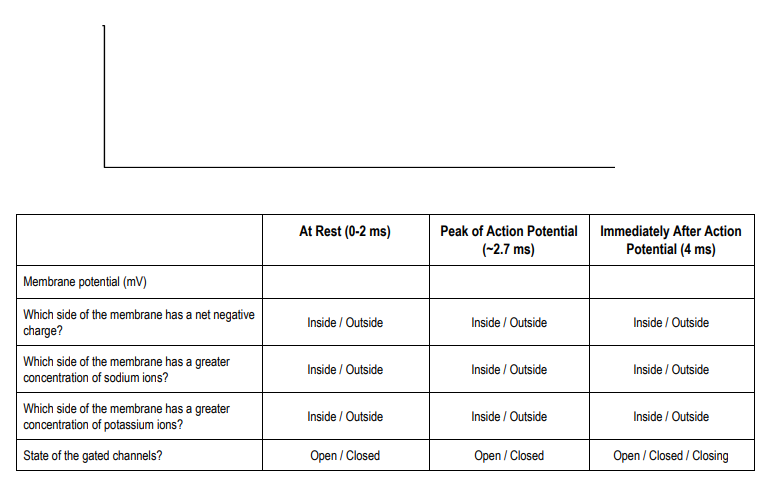 At Rest (0-2 ms)
Peak of Action Potential
(~2.7 ms)
Immediately After Action
Potential (4 ms)
Membrane potential (mV)
Which side of the membrane has a net negative
charge?
Inside / Outside
Inside / Outside
Inside / Outside
Which side of the membrane has a greater
concentration of sodium ions?
Inside / Outside
Inside / Outside
Inside / Outside
Which side of the membrane has a greater
concentration of potassium ions?
Inside / Outside
Inside / Outside
Inside / Outside
State of the gated channels?
Open / Closed
Open / Closed
Open / Closed / Closing